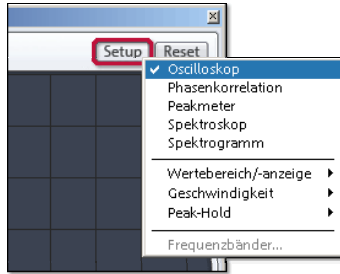 Setup Reset
Oscilloskop
Phasenkorrelation
Peakmeter
Spektroskop
Spektrogramm
Wertebereich/-anzeige
Geschwindigkeit
Peak-Hold
Frequenzbänder...